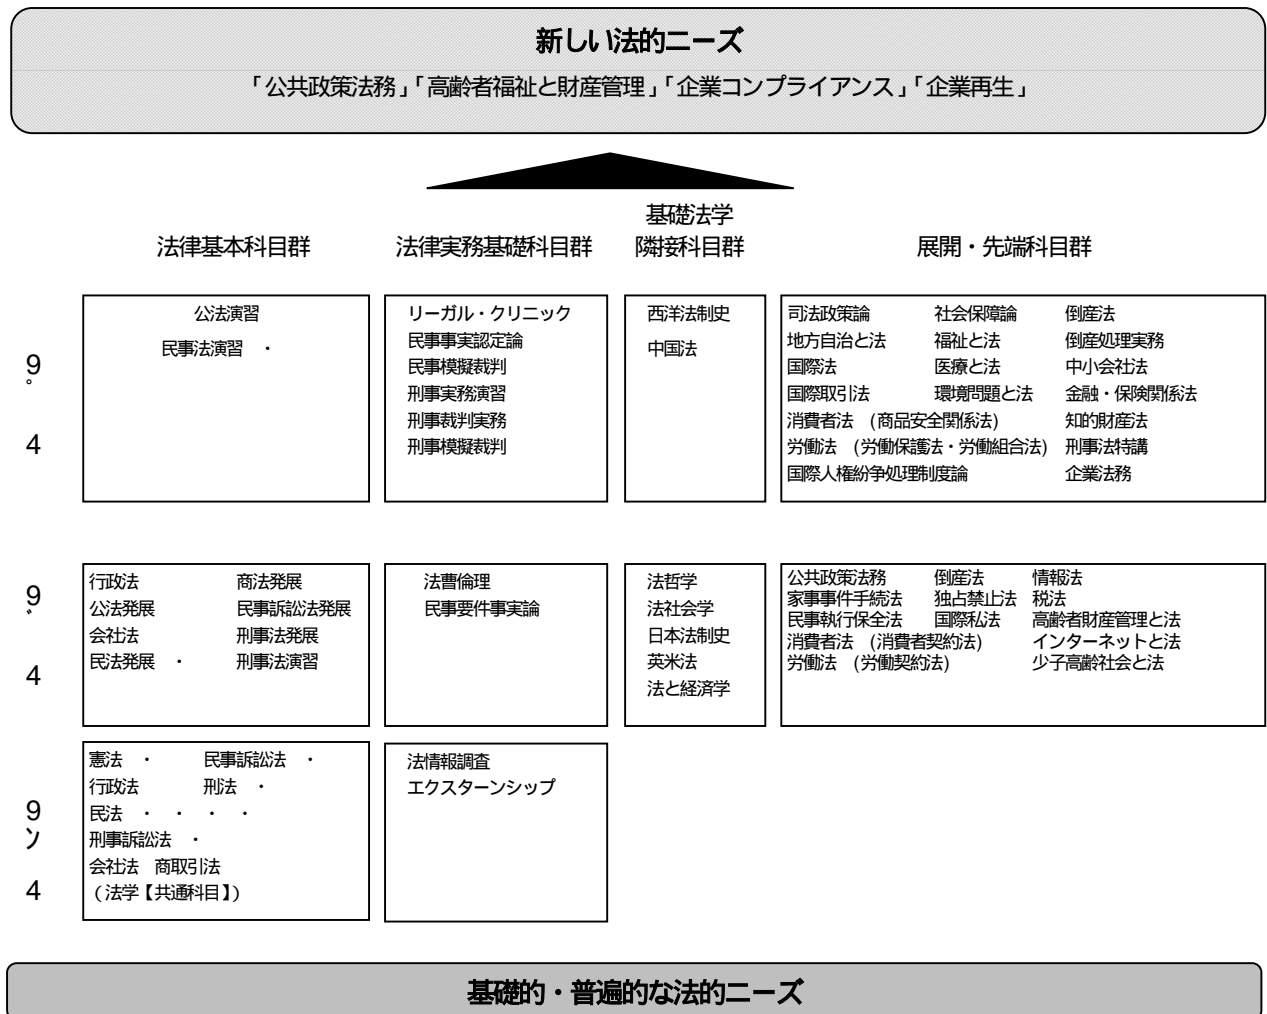 新しい法的ニーズ
「公共政策法務」「高齢者福祉と財産管理」「企業コンプライアンス」「企業再生」
法律基本科目群
法律実務基礎科目群
基礎法学
隣接科目群
展開・先端科目群
9
。
4
公法演習
民事法演習　・
リーガル・クリニック
民事事実認定論
民事模擬裁判
刑事実務演習
刑事裁判実務
刑事模擬裁判
西洋法制史
中国法
司法政策論　社会保障論　倒産法
地方自治と法　福祉と法　倒産処理実務
国際法　医療と法　中小会社法
国際取引法　環境問題と法　金融・保険関係法
消費者法　(商品安全関係法)　知的財産法
労働法　(労働保護法・労働組合法)　刑事法特講
国際人権紛争処理制度論　企業法務
9
4
行政法　商法発展
公法発展　民事訴訟法発展
会社法　刑事法発展
民法発展　・　刑事法演習
法曹倫理
民事要件事実論
法哲学
法社会学
日本法制史
英米法
法と経済学
公共政策法務　倒産法　情報法
家事事件手続法　独占禁止法　税法
民事執行保全法　国際私法　高齢者財産管理と法
消費者法　(消費者契約法)　インターネットと法
労働法　(労働契約法)　少子高齢社会と法
9
ソ
4
憲法　・　民事訴訟法　・
行政法　刑法　・
民法　・　・　・　・
刑事訴訟法　・
会社法　商取引法
(法学【共通科目】)
法情報調査
エクスターンシップ
基礎的・普遍的な法的ニーズ